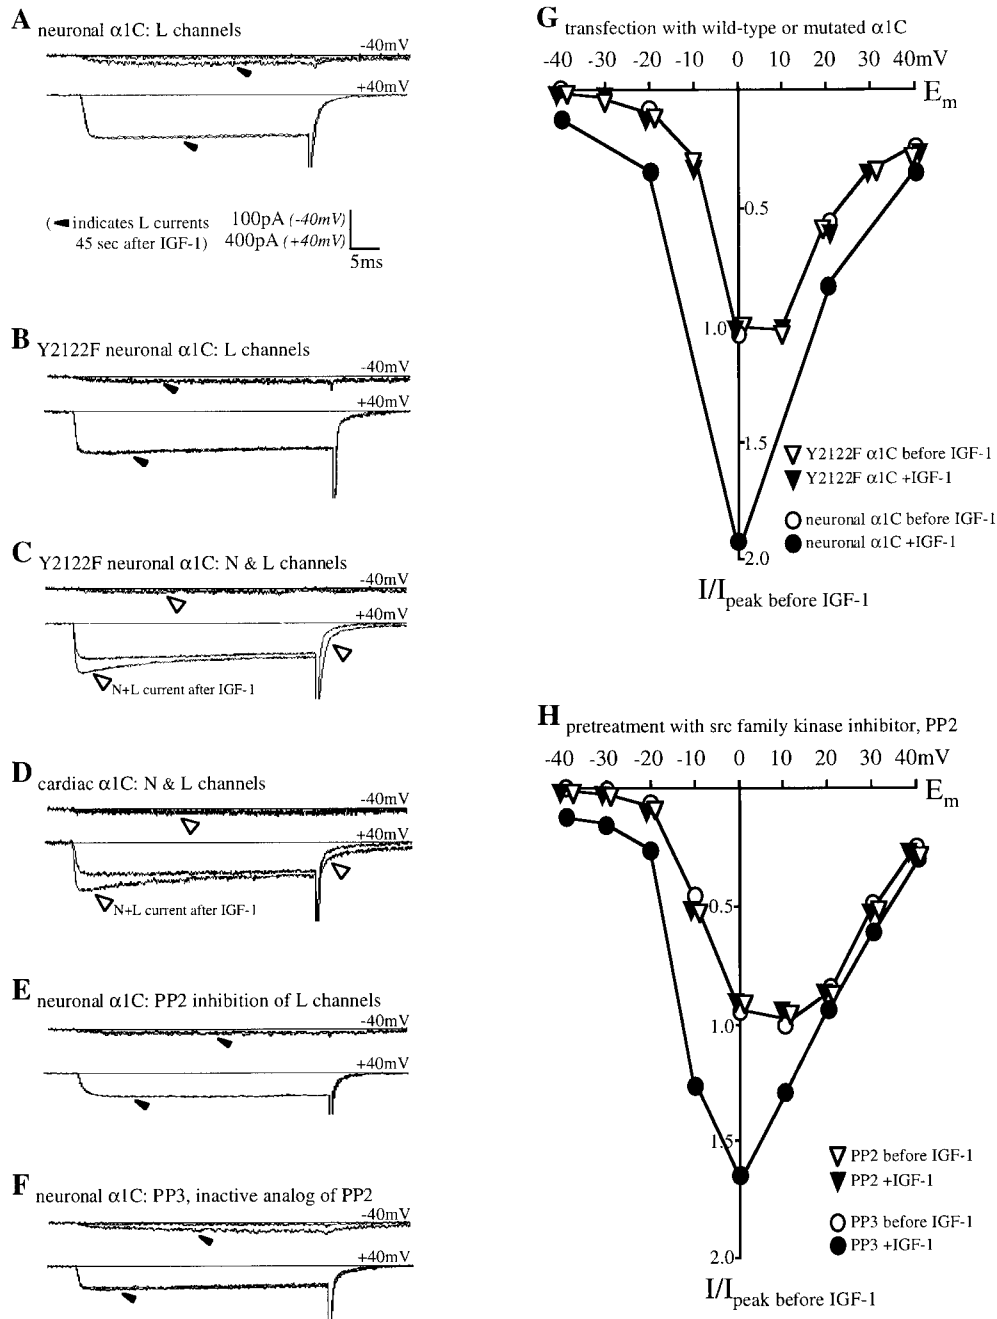 A neuronal α1C: L channels
-40mV
+40mV
( indicates L currents
45 sec after IGF-1)
100pA (-40mV)
400pA (+40mV)
5ms
B Y2122F neuronal α1C: L channels
-40mV
+40mV
C Y2122F neuronal α1C: N & L channels
-40mV
+40mV
N+L current after IGF-1
D cardiac α1C: N & L channels
-40mV
+40mV
N+L current after IGF-1
E neuronal α1C: PP2 inhibition of L channels
-40mV
+40mV
F neuronal α1C: PP3, inactive analog of PP2
-40mV
+40mV
G transfection with wild-type or mutated α1C
-40 -30 -20 -10 0 10 20 30 40mV
Em
0.5
1.0
1.5
2.0
Y2122F α1C before IGF-1
Y2122F α1C +IGF-1
neuronal α1C before IGF-1
neuronal α1C +IGF-1
I/Ipeak before IGF-1
H pretreatment with src family kinase inhibitor, PP2
-40 -30 -20 -10 0 10 20 30 40mV
Em
0.5
1.0
1.5
2.0
PP2 before IGF-1
PP2 +IGF-1
PP3 before IGF-1
PP3 +IGF-1
I/Ipeak before IGF-1